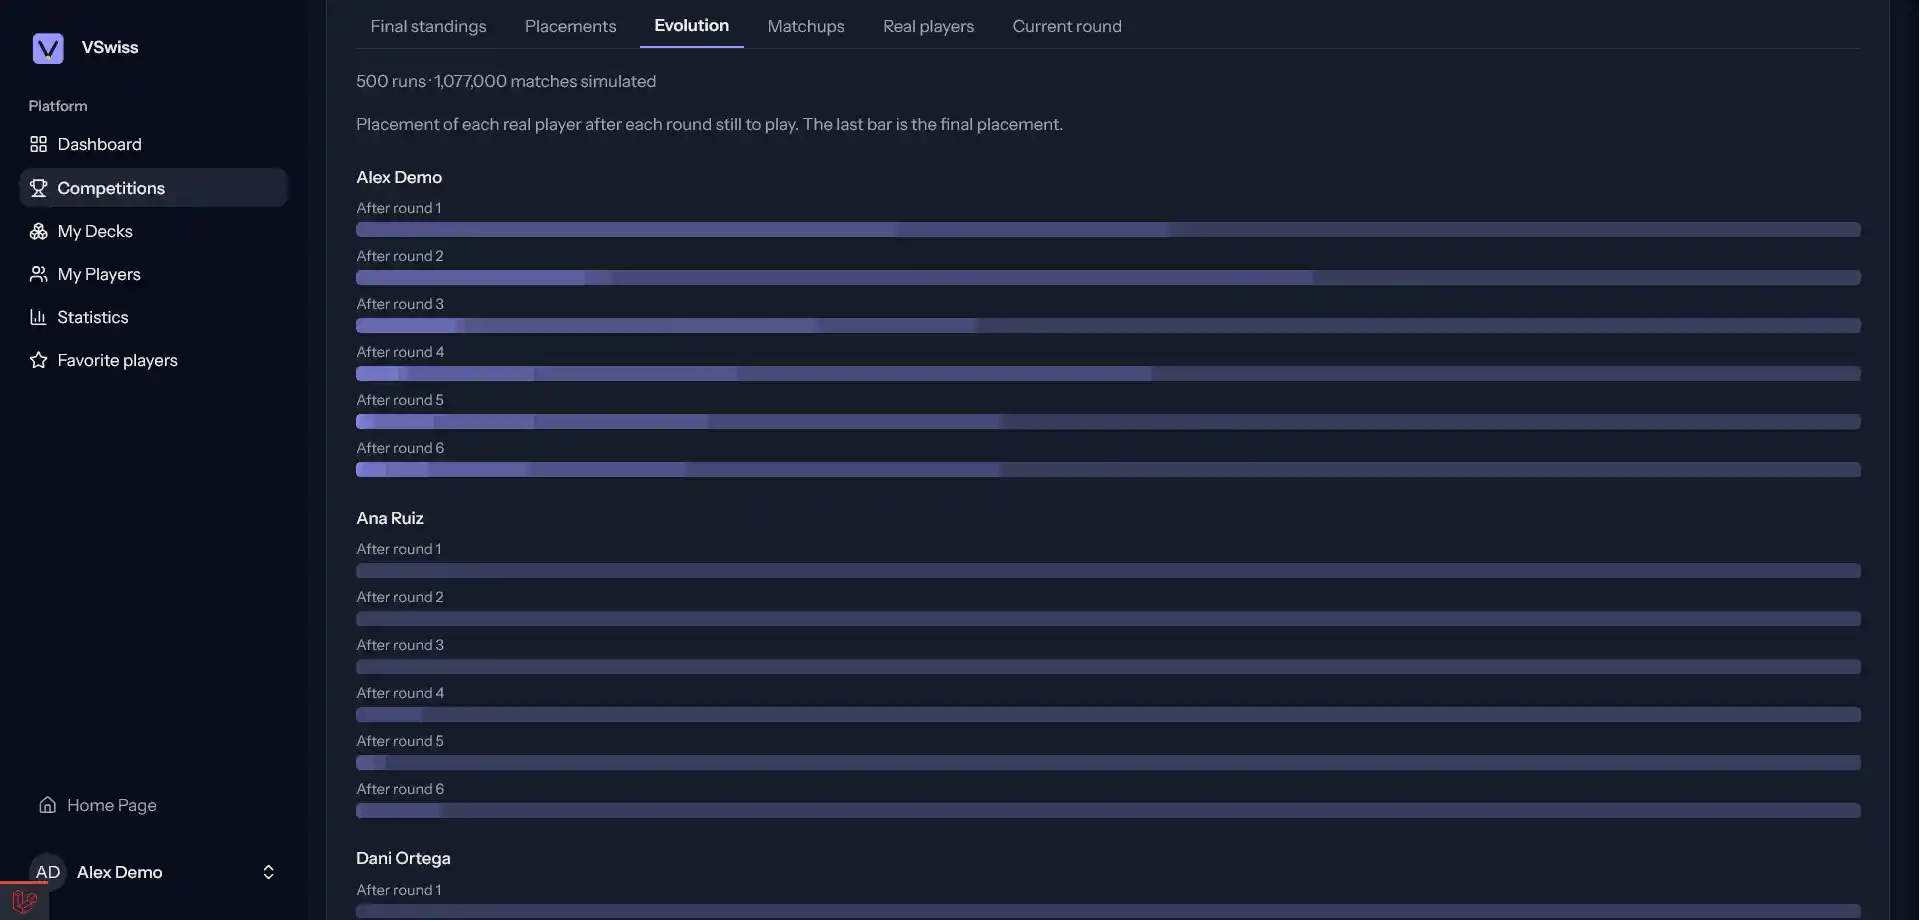 VSwiss
Platform
Dashboard
Competitions
My Decks
My Players
Statistics
Favorite players
Home Page
AD Alex Demo
Final standings Placements Evolution Matchups Real players Current round
500 runs · 1,077,000 matches simulated
Placement of each real player after each round still to play. The last bar is the final placement.
Alex Demo
After round 1
After round 2
After round 3
After round 4
After round 5
After round 6
Ana Ruiz
After round 1
After round 2
After round 3
After round 4
After round 5
After round 6
Dani Ortega
After round 1